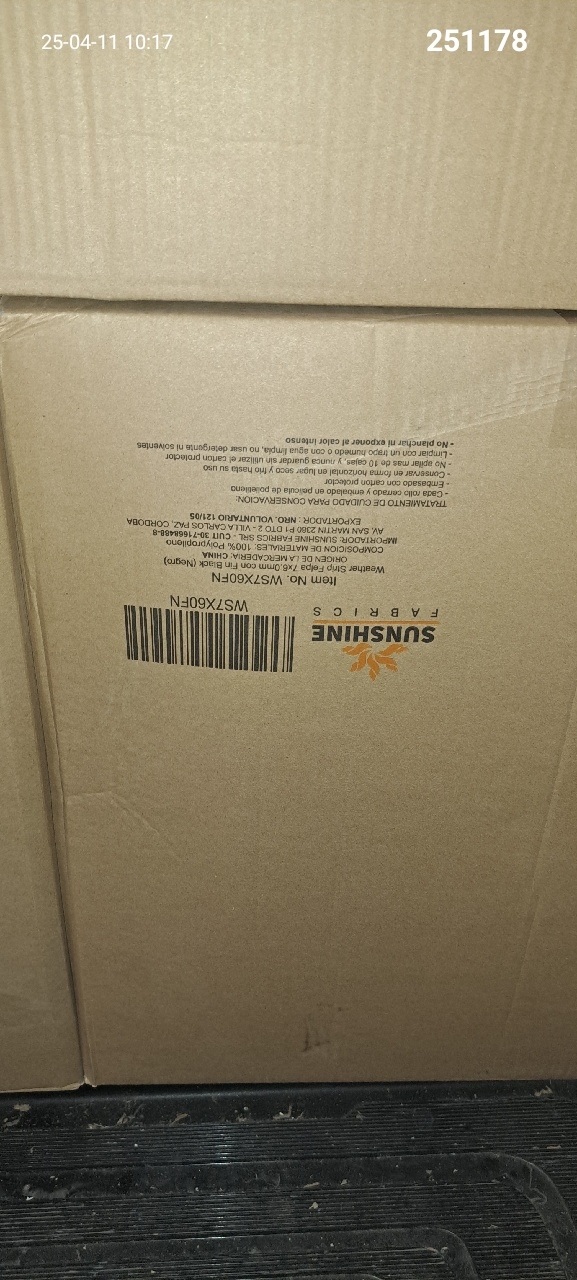 25-04-11 10:17
251178
SUNSHINE
FABRICS
WS7X60FN
Item No. WS7X60FN
Weather Strip Felpa 7x6.0mm con Fin Black (Negro)
ORIGEN DE LA MERCADERIA: CHINA
COMPOSICION DE MATERIALES: 100% Polypropileno
IMPORTADOR: SUNSHINE FABRICS SRL - CUIT 30-71664868-8
AV. SAN MARTIN 2360 P1 DTO 2 - VILLA CARLOS PAZ, CORDOBA
EXPORTADOR: NRO. VOLUNTARIO 121/05
TRATAMIENTO DE CUIDADO PARA CONSERVACION:
- Cada rollo cerrado y embalado en pelicula de polietileno
- Embasado con carton protector
- Conservar en forma horizontal en lugar seco y frio hasta su uso
- No apilar mas de 10 cajas, y nunca guardar sin utilizar el carton protector
- Limpiar con un trapo humedo o con agua limpia, no usar detergente ni solventes
- No planchar ni exponer al calor intenso